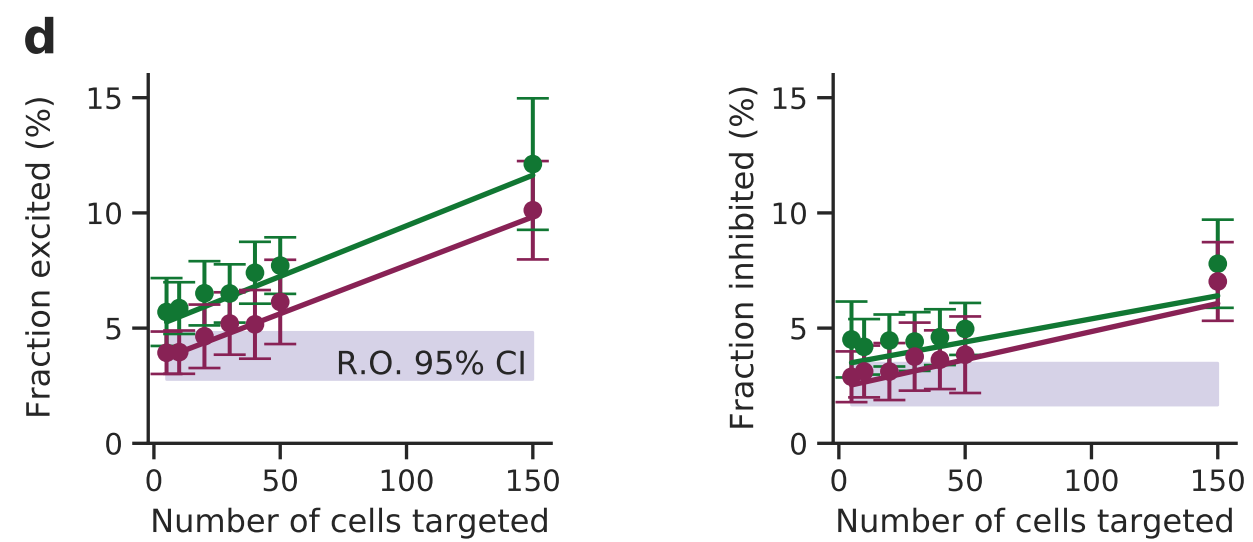 d
Fraction excited (%)
15
10
5
0
R.O. 95% CI
0 50 100 150
Number of cells targeted
Fraction inhibited (%)
15
10
5
0
0 50 100 150
Number of cells targeted